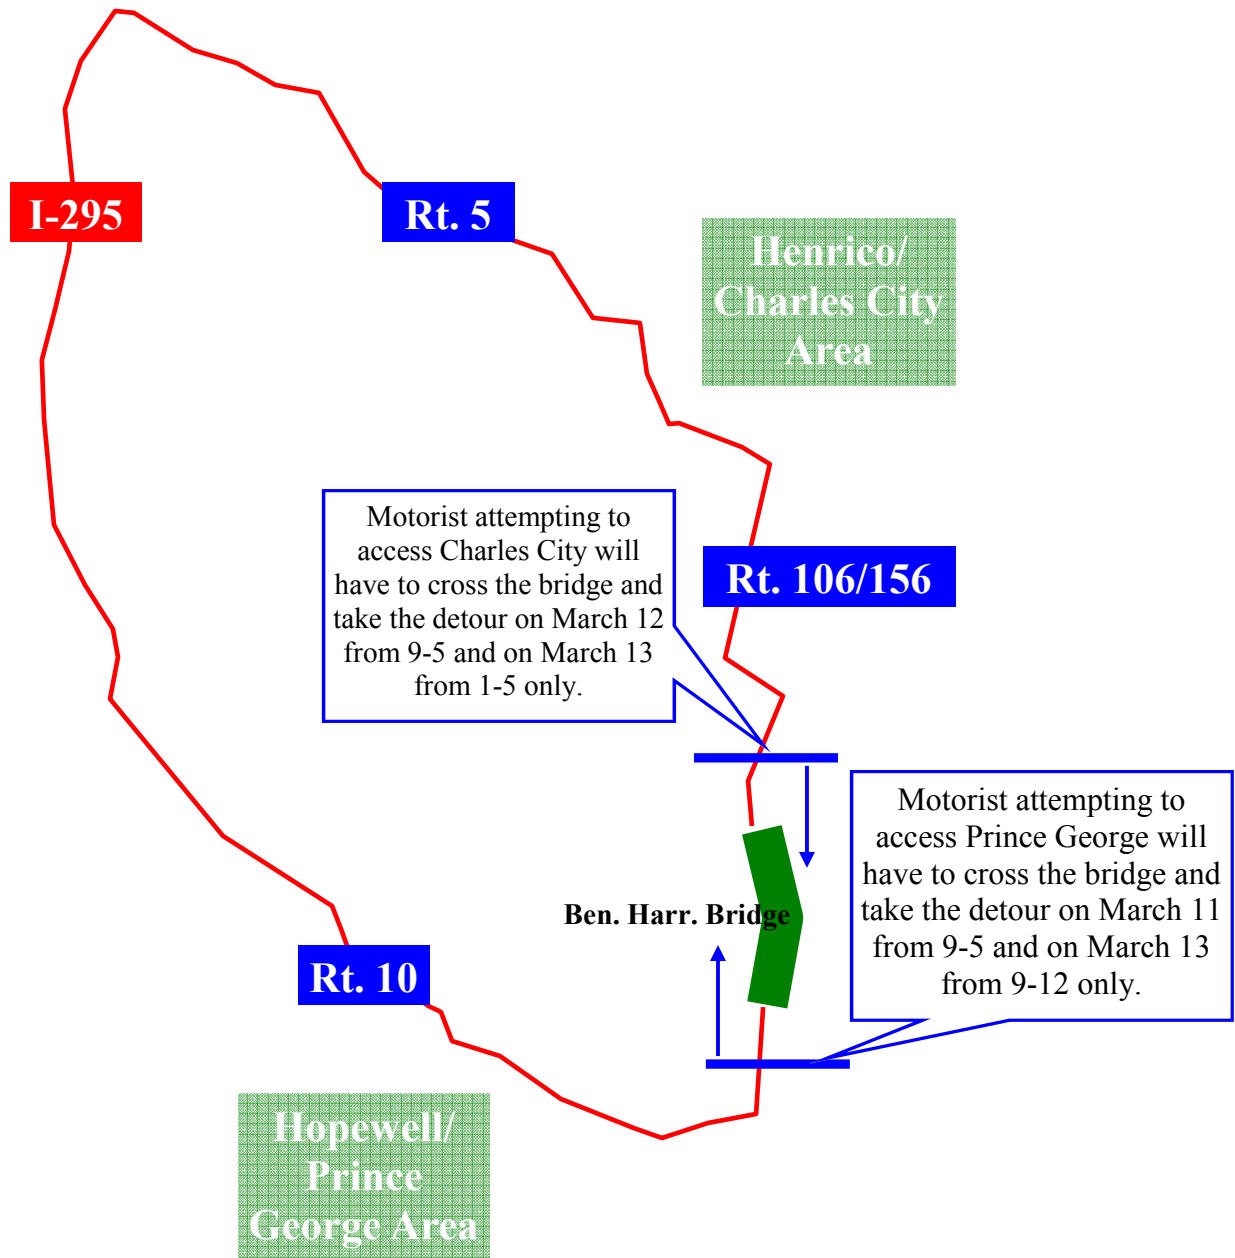 I-295
Rt. 5
Henrico/
Charles City
Area
Motorist attempting to
access Charles City will
have to cross the bridge and
take the detour on March 12
from 9-5 and on March 13
from 1-5 only.
Rt. 106/156
Motorist attempting to
access Prince George will
have to cross the bridge and
take the detour on March 11
from 9-5 and on March 13
from 9-12 only.
Ben. Harr. Bridge
Rt. 10
Hopewell/
Prince
George Area